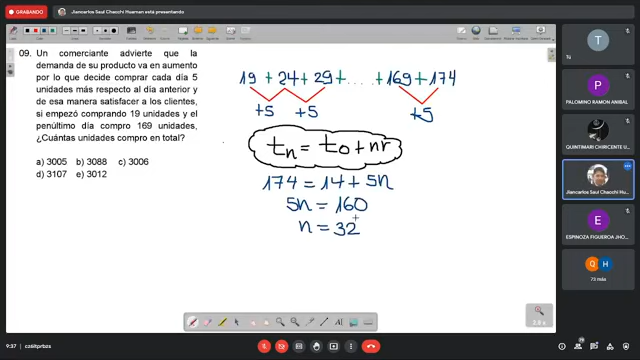 GRABANDO
Jiancarlos Saul Chacchi Huaman está presentando
09. Un comerciante advierte que la
demanda de su producto va en aumento
por lo que decide comprar cada día 5
unidades más respecto al día anterior y
de esa manera satisfacer a los clientes,
si empezó comprando 19 unidades y el
penúltimo día compro 169 unidades,
¿Cuántas unidades compro en total?
a) 3005 b) 3088 c) 3006
d) 3107 e) 3012
19 + 24 + 29 + . . . . + 169 + 174
+5 +5 +5
tn = t0 + nr
174 = 14 + 5n
5n = 160
n = 32
T
Tú
PALOMINO RAMON ANIBAL
QUINTIMARI CHICENTE U...
Jiancarlos Saul Chacchi H...
ESPINOZA FIGUEROA JH...
Q H
73 más
9:37 | cz6itprbzs